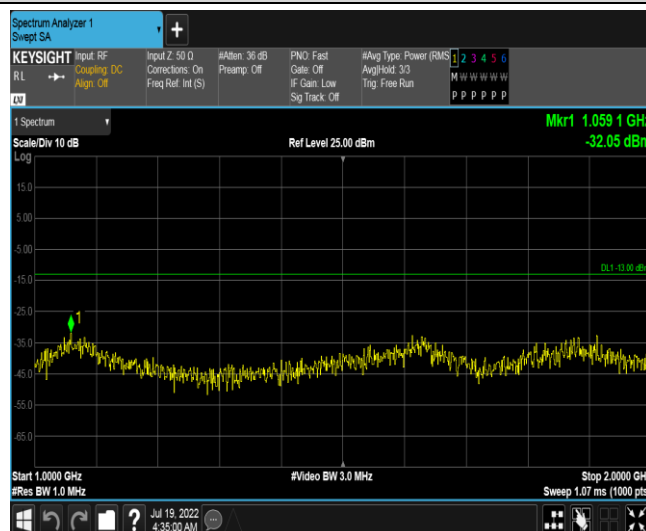 Spectrum Analyzer 1
Swept SA
+
KEYSIGHT Input: RF Input Z: 50 Ω #Atten: 36 dB PNO: Fast #Avg Type: Power (RMS 1 2 3 4 5 6
RL Coupling: DC Corrections: On Preamp: Off Gate: Off Avg|Hold: 3/3 M W W W W W
Align: Off Freq Ref: Int (S) IF Gain: Low Trig: Free Run
Sig Track: Off P P P P P P
LXI
1 Spectrum
Mkr1 1.059 1 GHz
Scale/Div 10 dB Ref Level 25.00 dBm -32.05 dBm
Log
15.0
5.00
-5.00
DL1 -13.00 dBm
-15.0
-25.0
1
-35.0
-45.0
-55.0
-65.0
Start 1.0000 GHz #Video BW 3.0 MHz Stop 2.0000 GHz
#Res BW 1.0 MHz Sweep 1.07 ms (1000 pts
? Jul 19, 2022
4:35:00 AM